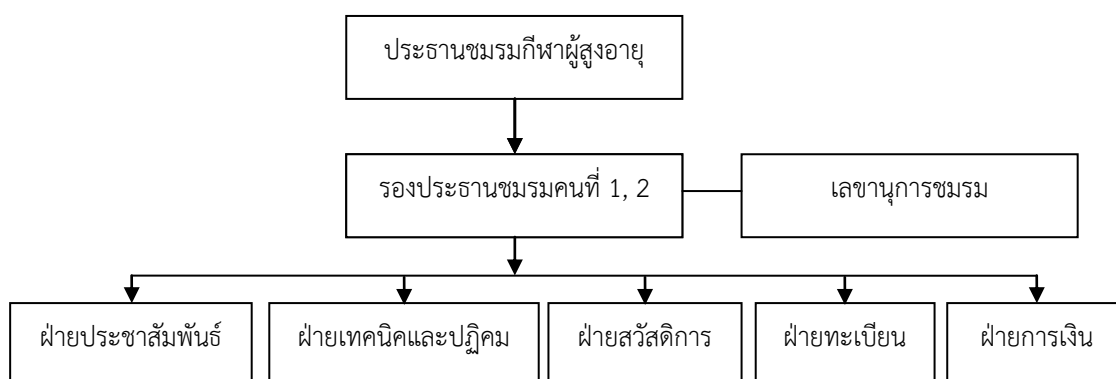 ประธานชมรมกีฬาผู้สูงอายุ
รองประธานชมรมคนที่ 1, 2
เลขานุการชมรม
ฝ่ายประชาสัมพันธ์
ฝ่ายเทคนิคและปฏิคม
ฝ่ายสวัสดิการ
ฝ่ายทะเบียน
ฝ่ายการเงิน